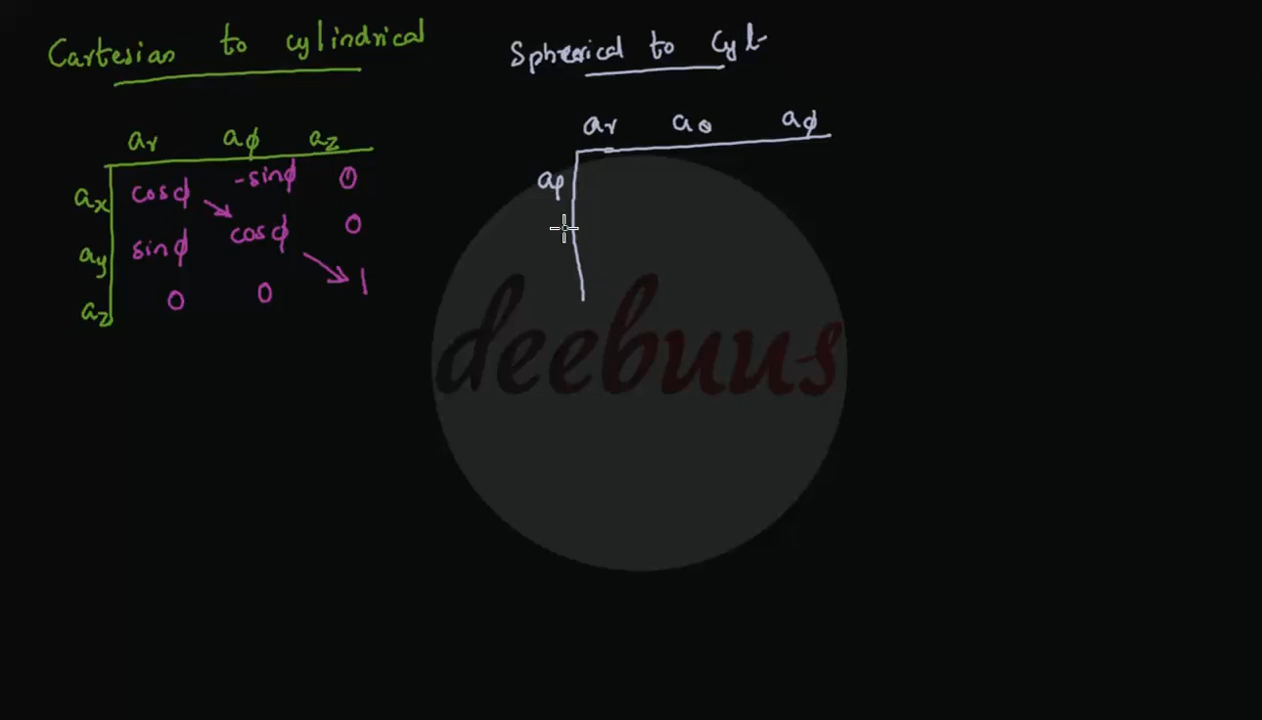 Cartesian to cylindrical
ar aϕ az
ax cosϕ -sinϕ 0
ay sinϕ cosϕ 0
az 0 0 1
Spherical to Cyl-
ar aθ aϕ
aρ
deebuus